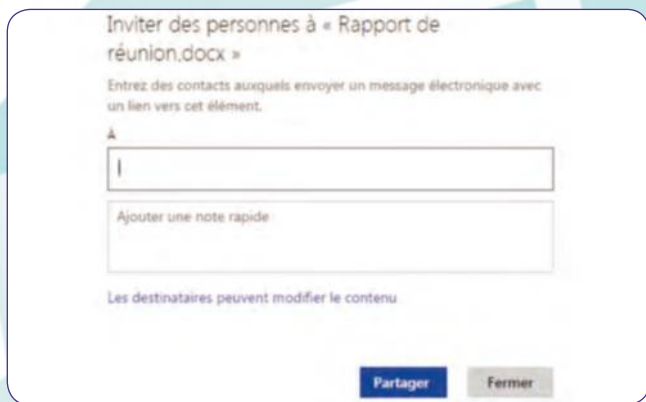 Inviter des personnes à « Rapport de
réunion.docx »
Entrez des contacts auxquels envoyer un message électronique avec
un lien vers cet élément.
À
Ajouter une note rapide
Les destinataires peuvent modifier le contenu
Partager Fermer